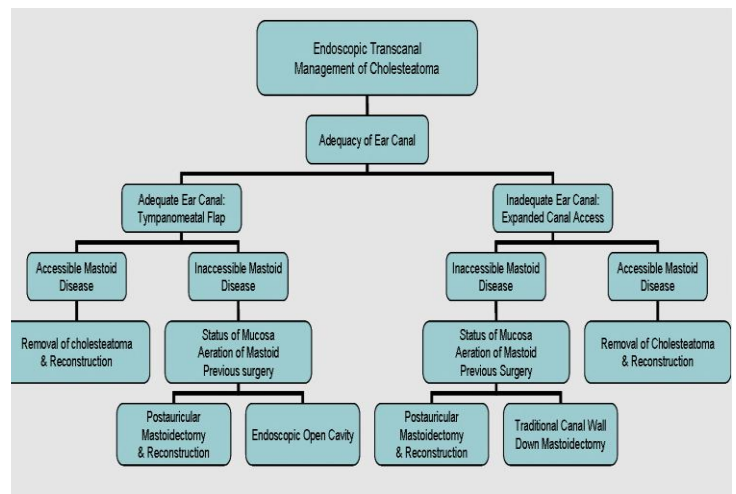 Endoscopic Transcanal
Management of Cholesteatoma
Adequacy of Ear Canal
Adequate Ear Canal:
Tympanomeatal Flap
Inadequate Ear Canal:
Expanded Canal Access
Accessible Mastoid
Disease
Inaccessible Mastoid
Disease
Inaccessible Mastoid
Disease
Accessible Mastoid
Disease
Removal of cholesteatoma
& Reconstruction
Status of Mucosa
Aeration of Mastoid
Previous surgery
Status of Mucosa
Aeration of Mastoid
Previous Surgery
Removal of Cholesteatoma
& Reconstruction
Postauricular
Mastoidectomy
& Reconstruction
Endoscopic Open Cavity
Postauricular
Mastoidectomy
& Reconstruction
Traditional Canal Wall
Down Mastoidectomy